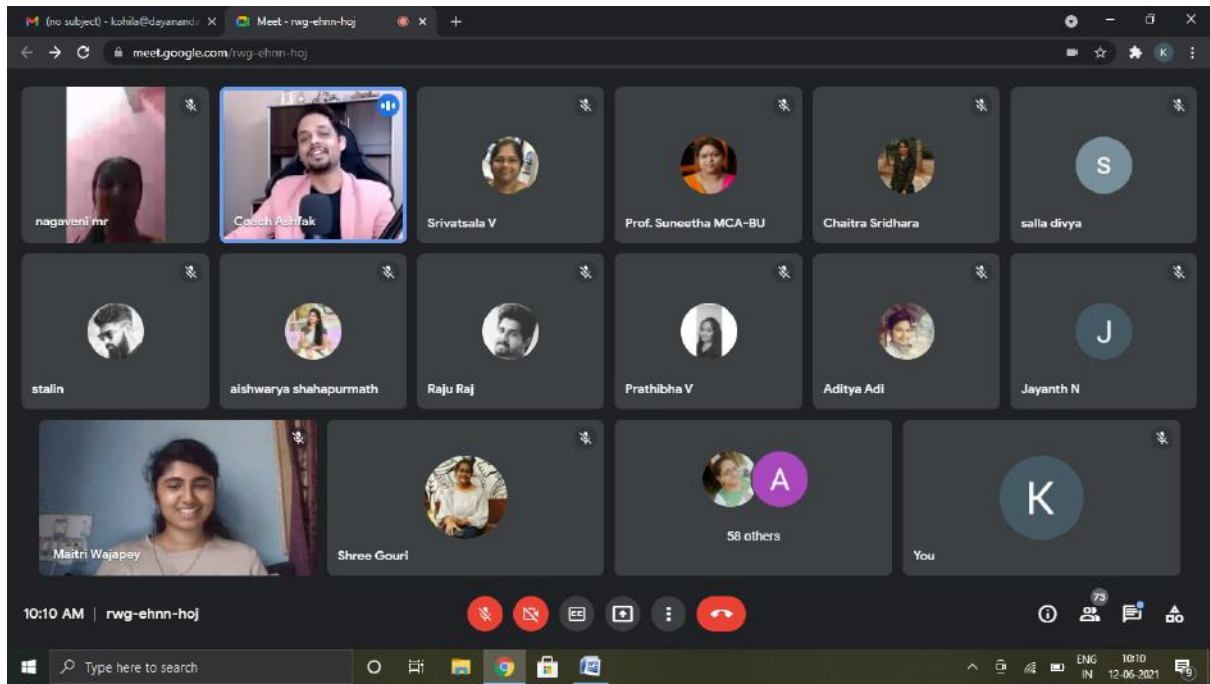 (no subject) - kohila@dayananda
Meet - rwg-ehnn-hoj
meet.google.com/rwg-ehnn-hoj
K
nagaveni mr
Coach Ashfak
Srivatsala V
Prof. Suneetha MCA-BU
Chaitra Sridhara
S
salla divya
stalin
aishwarya shahapurmath
Raju Raj
Prathibha V
Aditya Adi
J
Jayanth N
Maitri Wajapey
Shree Gouri
A
58 others
K
You
10:10 AM | rwg-ehnn-hoj
CC
73
Type here to search
ENG
IN
10:10
12-06-2021
9